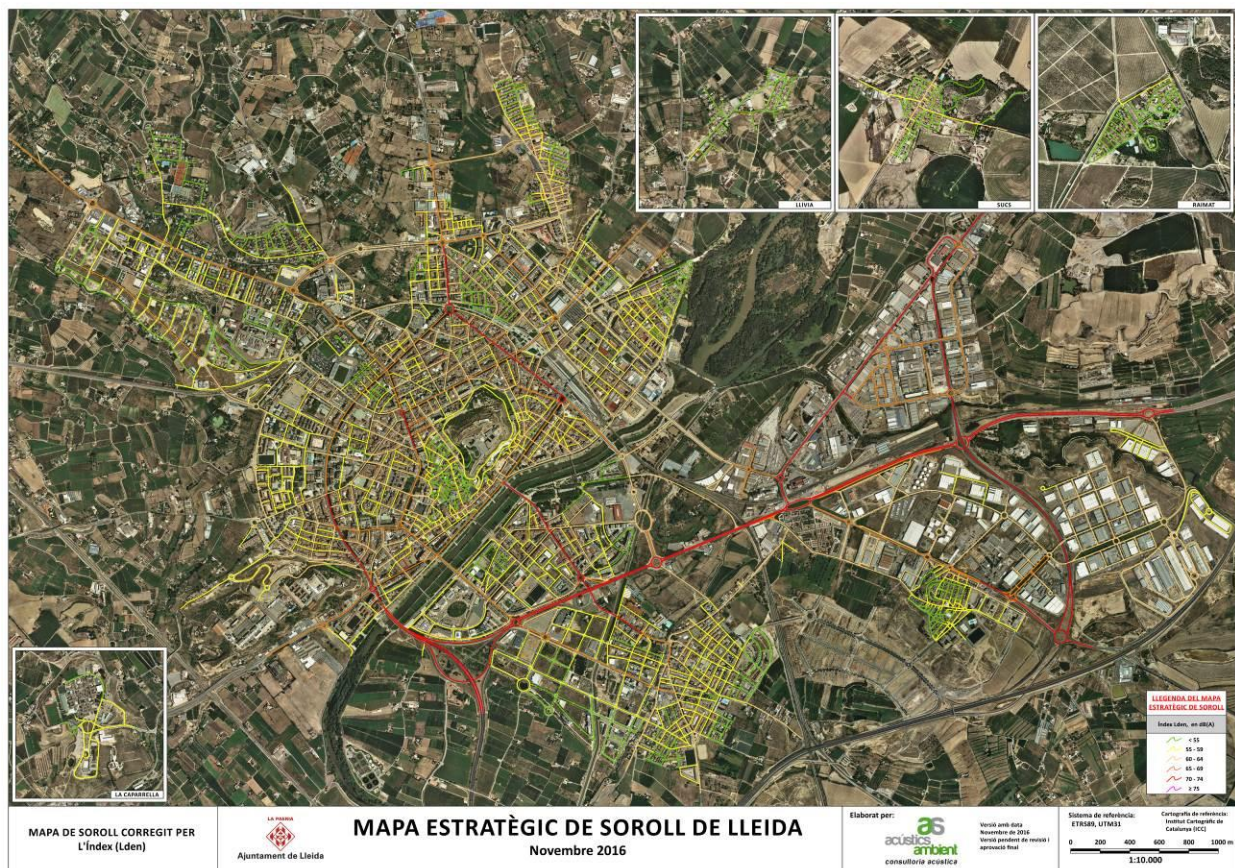 LLIVIA
SUCS
RAIMAT
LA CAPARRELLA
LLEGENDA DEL MAPA
ESTRATÈGIC DE SOROLL
Índex Lden, en dB(A)
< 55
55 - 59
60 - 64
65 - 69
70 - 74
≥ 75
MAPA DE SOROLL CORREGIT PER
L'Índex (Lden)
LA PAERIA
Ajuntament de Lleida
MAPA ESTRATÈGIC DE SOROLL DE LLEIDA
Novembre 2016
Elaborat per:
as
acústics
ambient
consultoria acústica
Versió amb data
Novembre de 2016
Versió pendent de revisió i
aprovació final
Sistema de referència:
ETRS89, UTM31
Cartografia de referència:
Institut Cartogràfic de
Catalunya (ICC)
0 200 400 600 800 1000 m
1:10.000